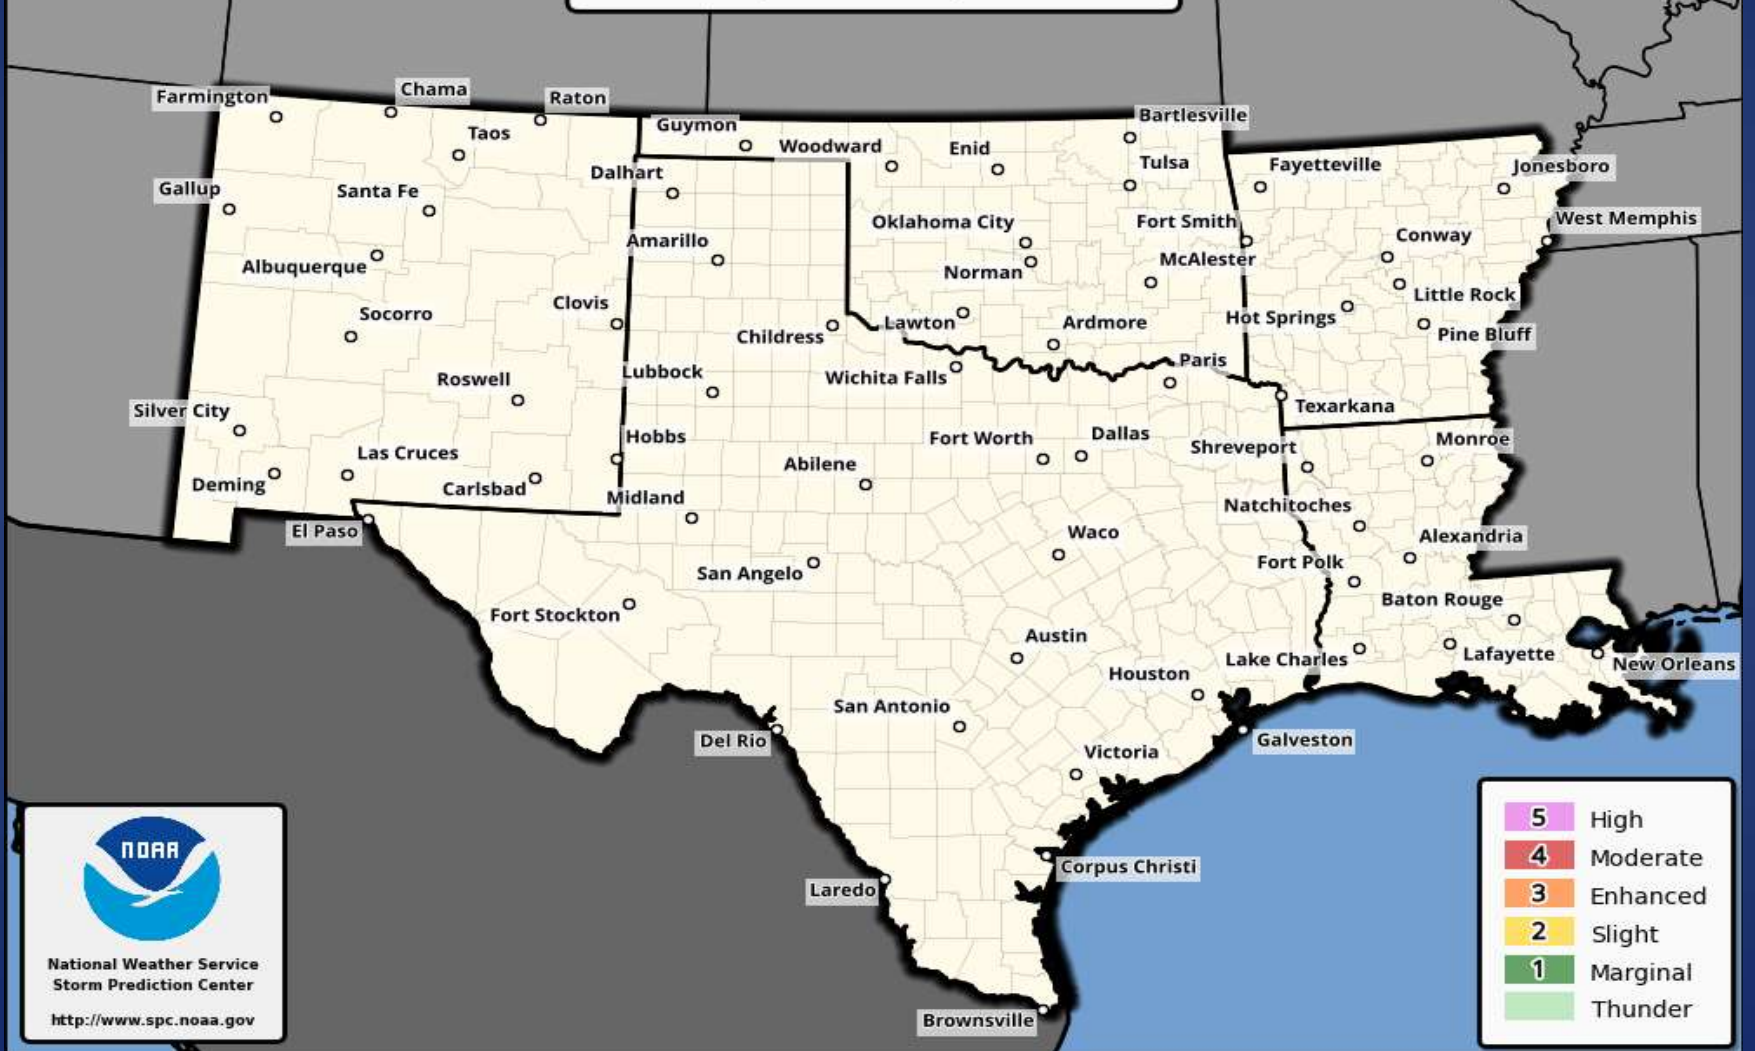 Farmington
Chama
Raton
Taos
Guymon
Woodward
Enid
Bartlesville
Tulsa
Fayetteville
Jonesboro
Gallup
Santa Fe
Dalhart
Oklahoma City
Fort Smith
West Memphis
Conway
Albuquerque
Amarillo
Norman
McAlester
Little Rock
Socorro
Clovis
Childress
Lawton
Ardmore
Hot Springs
Pine Bluff
Roswell
Lubbock
Wichita Falls
Paris
Texarkana
Silver City
Las Cruces
Hobbs
Abilene
Fort Worth
Dallas
Shreveport
Monroe
Deming
Carlsbad
Midland
Natchitoches
El Paso
San Angelo
Waco
Alexandria
Fort Polk
Fort Stockton
Austin
Baton Rouge
Houston
Lake Charles
Lafayette
New Orleans
San Antonio
Del Rio
Galveston
Victoria
Corpus Christi
Laredo
Brownsville
NOAA
National Weather Service
Storm Prediction Center
http://www.spc.noaa.gov
5 High
4 Moderate
3 Enhanced
2 Slight
1 Marginal
Thunder